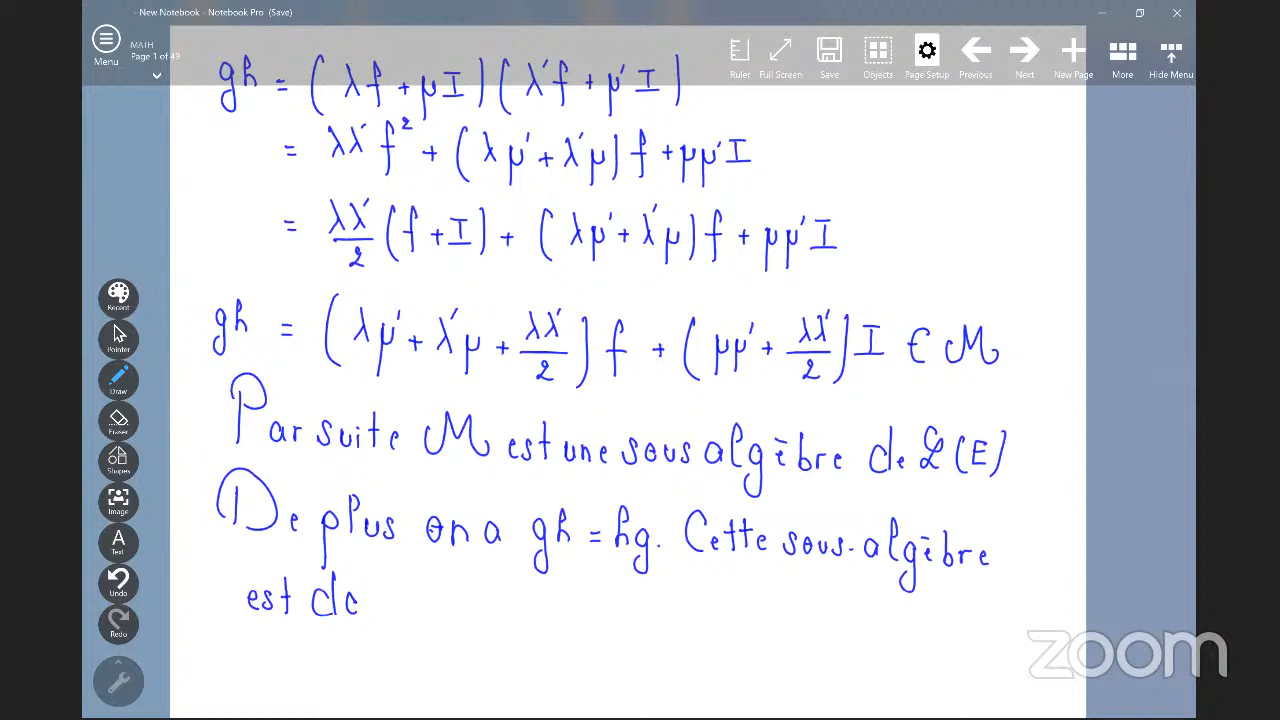 - New Notebook - Notebook Pro (Save)
Menu
MATH
Page 1 of 49
Ruler
Full Screen
Save
Objects
Page Setup
Previous
Next
New Page
More
Hide Menu
gh = (λf + μI)(λ'f + μ'I)
= λλ'f² + (λμ' + λ'μ)f + μμ'I
= λλ'/2 (f + I) + (λμ' + λ'μ)f + μμ'I
gh = (λμ' + λ'μ + λλ'/2)f + (μμ' + λλ'/2)I ∈ M
Par suite M est une sous algèbre de L(E)
De plus on a gh = hg. Cette sous-algèbre
est de
Recent
Pointer
Draw
Eraser
Shapes
Image
Text
Undo
Redo
zoom